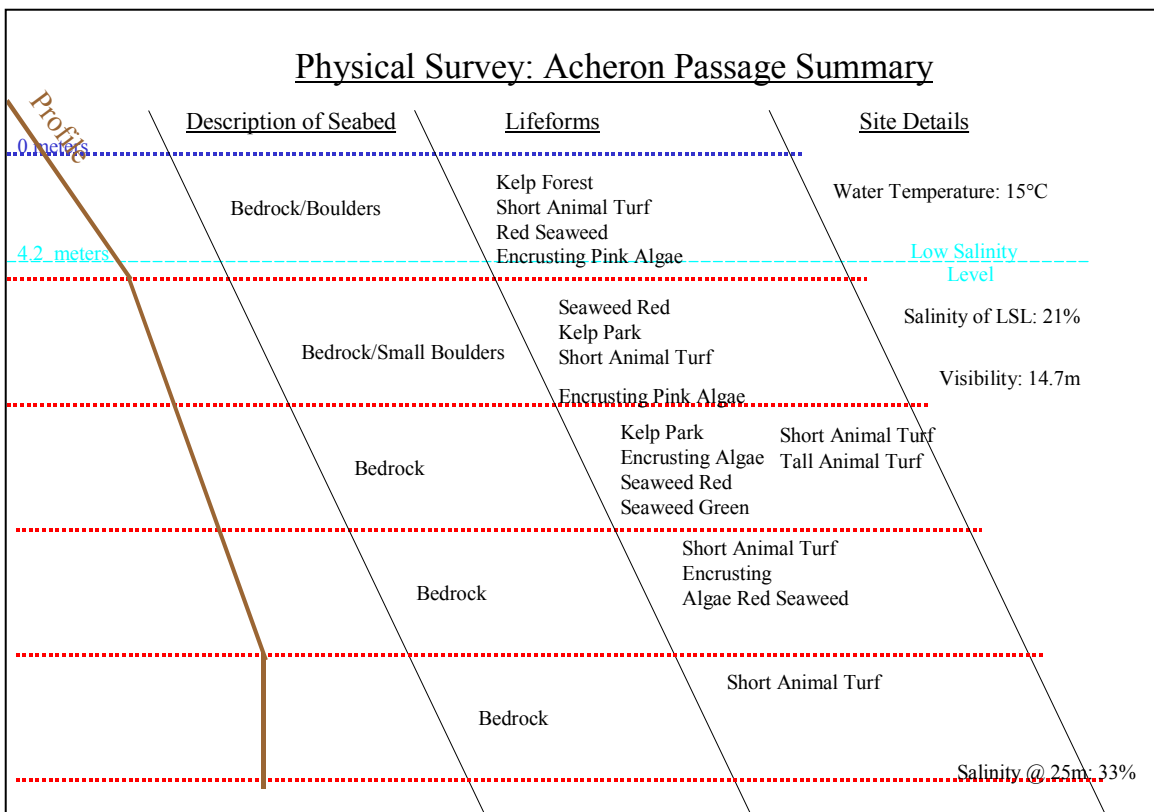 Physical Survey: Acheron Passage Summary
Profile
Description of Seabed
Lifeforms
Site Details
0 meters
Bedrock/Boulders
Kelp Forest
Short Animal Turf
Red Seaweed
Encrusting Pink Algae
Water Temperature: 15°C
4.2 meters
Low Salinity
Level
Bedrock/Small Boulders
Seaweed Red
Kelp Park
Short Animal Turf
Encrusting Pink Algae
Salinity of LSL: 21%
Visibility: 14.7m
Bedrock
Kelp Park
Encrusting Algae
Seaweed Red
Seaweed Green
Short Animal Turf
Tall Animal Turf
Bedrock
Short Animal Turf
Encrusting
Algae Red Seaweed
Bedrock
Short Animal Turf
Salinity @ 25m: 33%